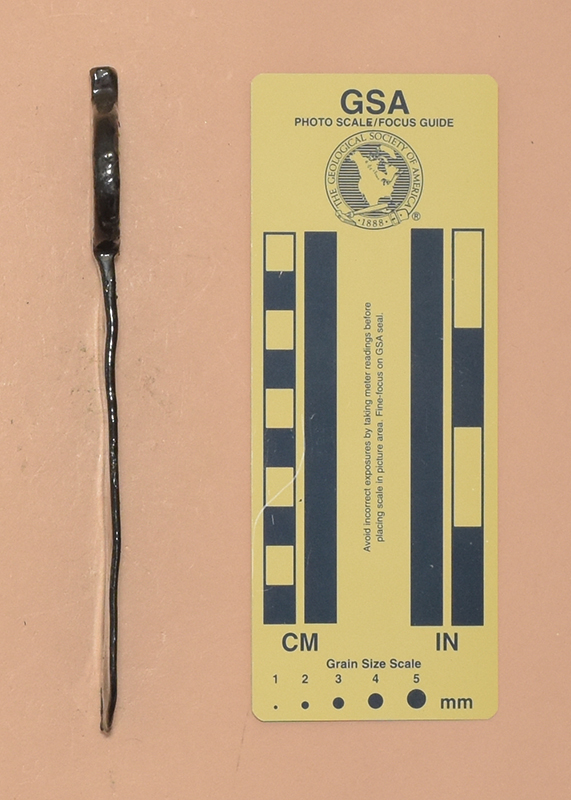 GSA
PHOTO SCALE/FOCUS GUIDE
THE GEOLOGICAL SOCIETY OF AMERICA
1888
®
Avoid incorrect exposures by taking meter readings before
placing scale in picture area. Fine-focus on GSA seal.
CM
IN
Grain Size Scale
1 2 3 4 5
mm